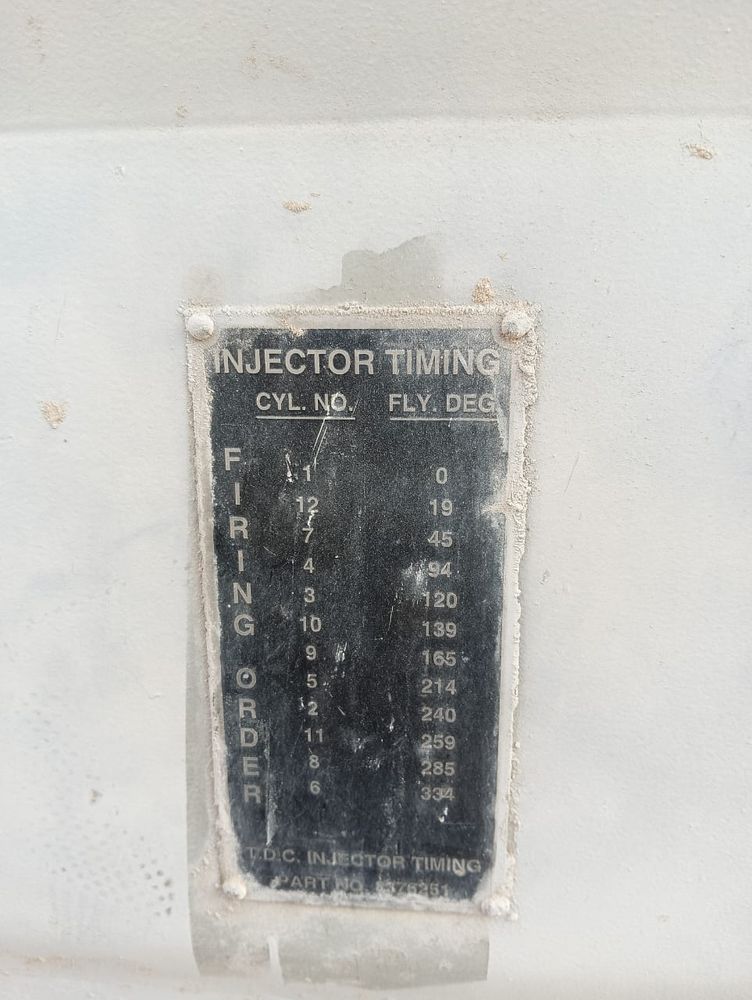 INJECTOR TIMING
CYL. NO. FLY. DEG
FIRING ORDER
1 0
12 19
7 45
4 94
3 120
10 139
9 165
5 214
2 240
11 259
8 285
6 334
T.D.C. INJECTOR TIMING
PART NO.